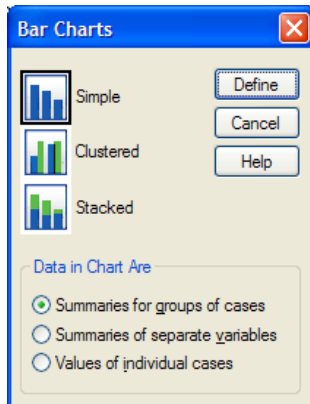 Bar Charts
Simple
Clustered
Stacked
Define
Cancel
Help
Data in Chart Are
Summaries for groups of cases
Summaries of separate variables
Values of individual cases